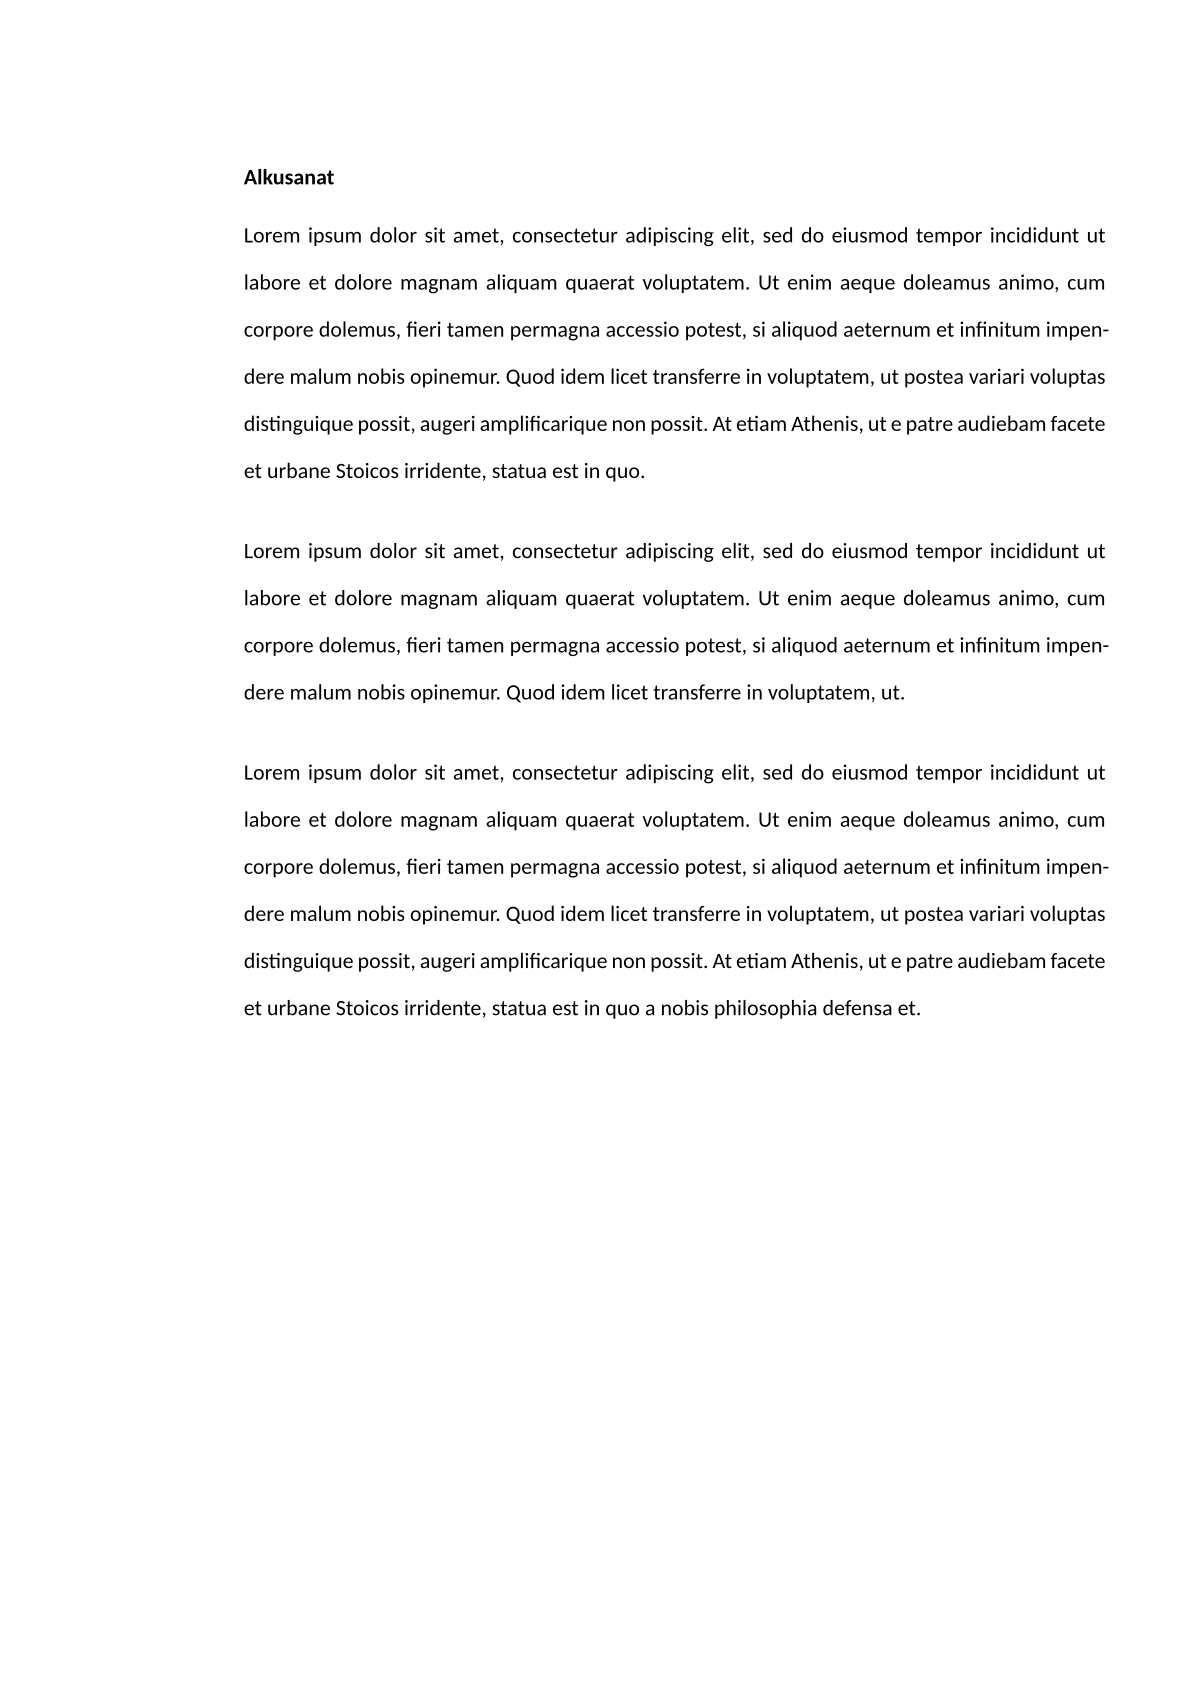 Alkusanat
Lorem ipsum dolor sit amet, consectetur adipiscing elit, sed do eiusmod tempor incididunt ut
labore et dolore magnam aliquam quaerat voluptatem. Ut enim aeque doleamus animo, cum
corpore dolemus, fieri tamen permagna accessio potest, si aliquod aeternum et infinitum impen-
dere malum nobis opinemur. Quod idem licet transferre in voluptatem, ut postea variari voluptas
distinguique possit, augeri amplificarique non possit. At etiam Athenis, ut e patre audiebam facete
et urbane Stoicos irridente, statua est in quo.
Lorem ipsum dolor sit amet, consectetur adipiscing elit, sed do eiusmod tempor incididunt ut
labore et dolore magnam aliquam quaerat voluptatem. Ut enim aeque doleamus animo, cum
corpore dolemus, fieri tamen permagna accessio potest, si aliquod aeternum et infinitum impen-
dere malum nobis opinemur. Quod idem licet transferre in voluptatem, ut.
Lorem ipsum dolor sit amet, consectetur adipiscing elit, sed do eiusmod tempor incididunt ut
labore et dolore magnam aliquam quaerat voluptatem. Ut enim aeque doleamus animo, cum
corpore dolemus, fieri tamen permagna accessio potest, si aliquod aeternum et infinitum impen-
dere malum nobis opinemur. Quod idem licet transferre in voluptatem, ut postea variari voluptas
distinguique possit, augeri amplificarique non possit. At etiam Athenis, ut e patre audiebam facete
et urbane Stoicos irridente, statua est in quo a nobis philosophia defensa et.